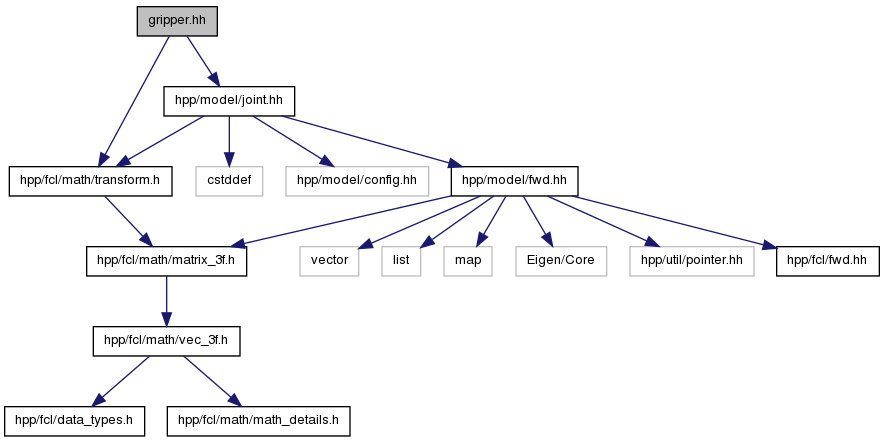 gripper.hh
hpp/model/joint.hh
hpp/fcl/math/transform.h
cstddef
hpp/model/config.hh
hpp/model/fwd.hh
hpp/fcl/math/matrix_3f.h
vector
list
map
Eigen/Core
hpp/util/pointer.hh
hpp/fcl/fwd.hh
hpp/fcl/math/vec_3f.h
hpp/fcl/data_types.h
hpp/fcl/math/math_details.h